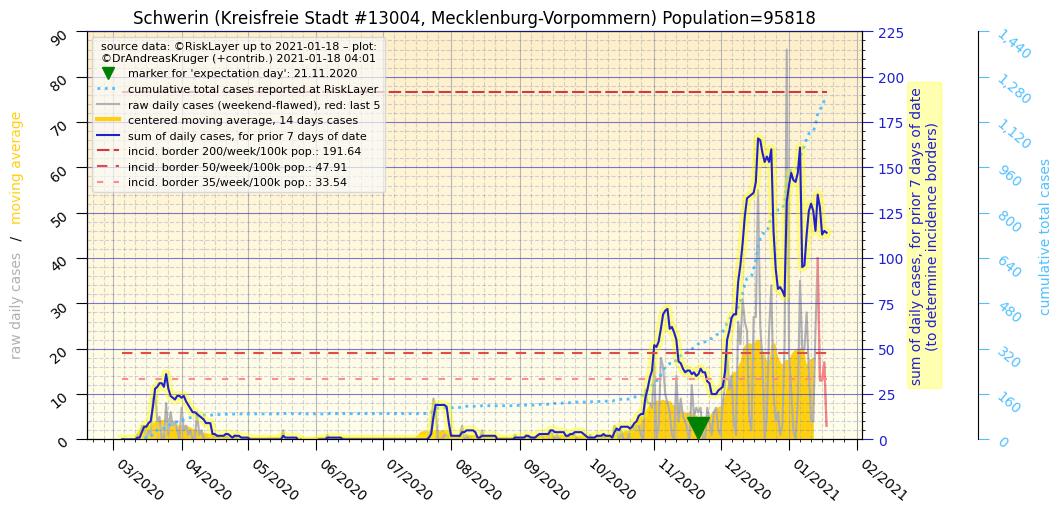 Schwerin (Kreisfreie Stadt #13004, Mecklenburg-Vorpommern) Population=95818
source data: ©RiskLayer up to 2021-01-18 – plot:
©DrAndreasKruger (+contrib.) 2021-01-18 04:01
marker for 'expectation day': 21.11.2020
cumulative total cases reported at RiskLayer
raw daily cases (weekend-flawed), red: last 5
centered moving average, 14 days cases
sum of daily cases, for prior 7 days of date
incid. border 200/week/100k pop.: 191.64
incid. border 50/week/100k pop.: 47.91
incid. border 35/week/100k pop.: 33.54
raw daily cases / moving average
90
80
70
60
50
40
30
20
10
0
225
200
175
150
125
100
75
50
25
0
sum of daily cases, for prior 7 days of date
(to determine incidence borders)
1,440
1,280
1,120
960
800
640
480
320
160
0
cumulative total cases
03/2020
04/2020
05/2020
06/2020
07/2020
08/2020
09/2020
10/2020
11/2020
12/2020
01/2021
02/2021